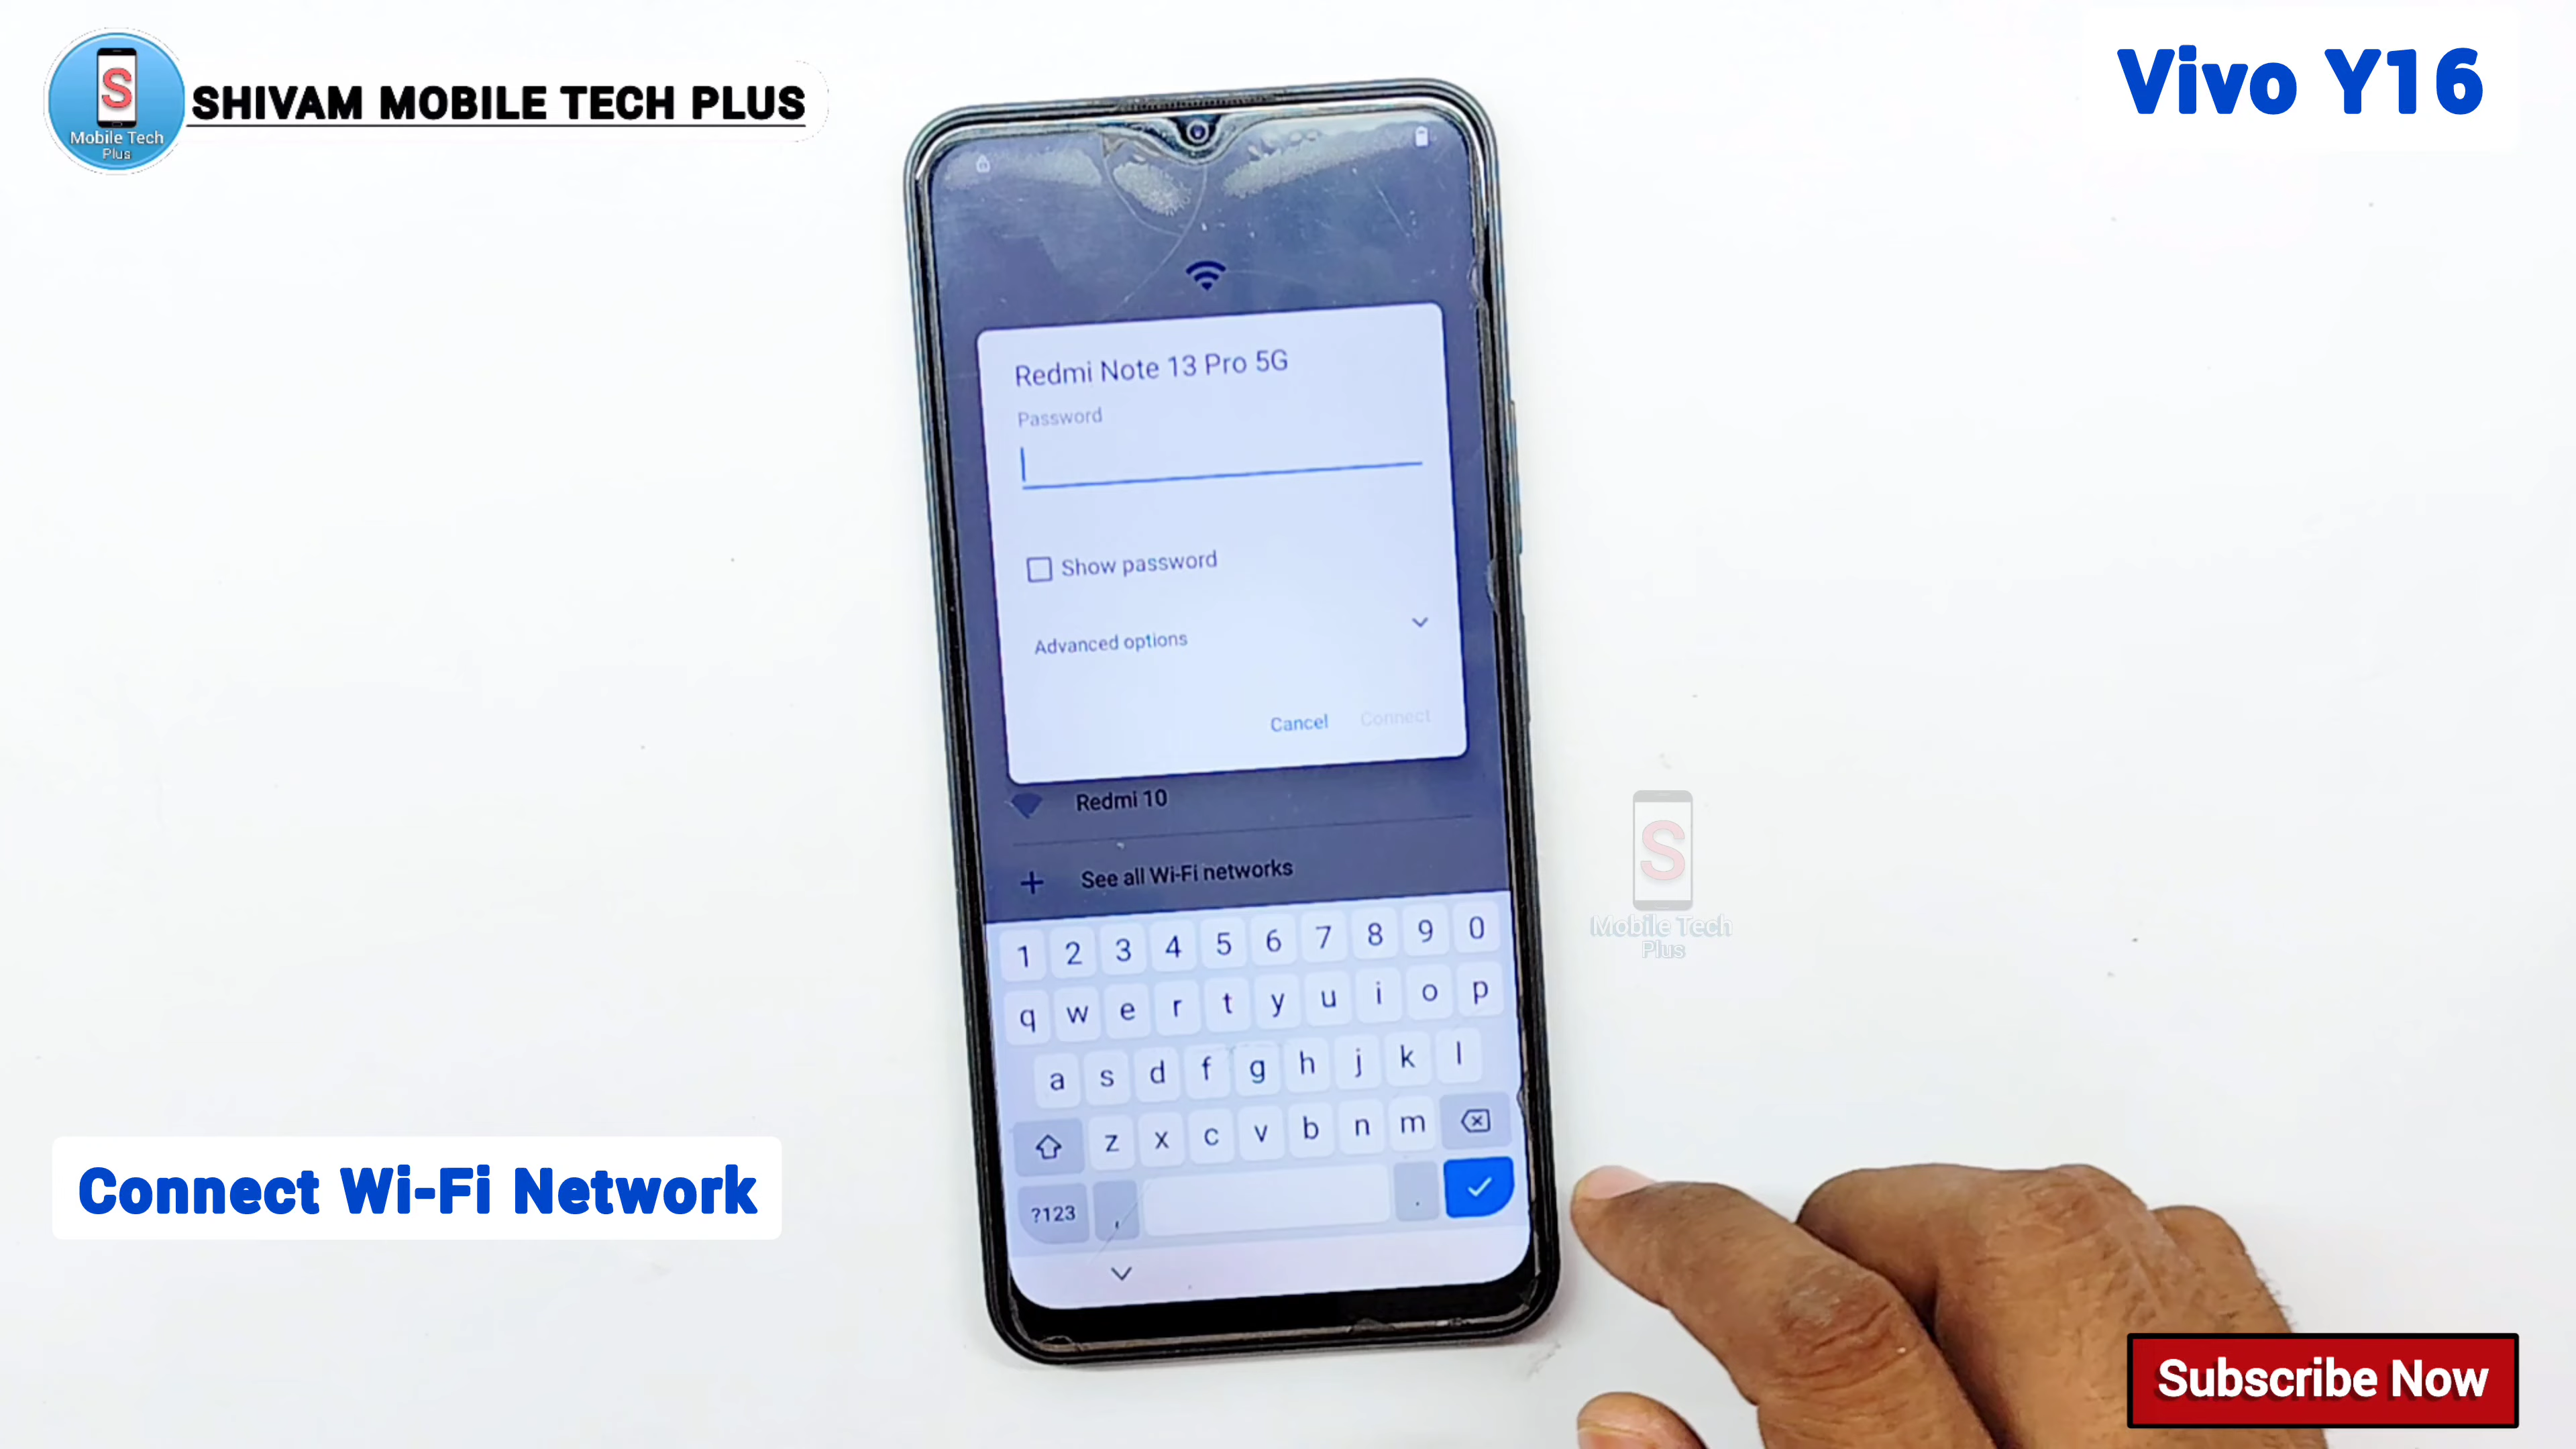 S
Mobile Tech
Plus
SHIVAM MOBILE TECH PLUS
Vivo Y16
Redmi Note 13 Pro 5G
Password
Show password
Advanced options
Cancel Connect
Redmi 10
+ See all Wi-Fi networks
1 2 3 4 5 6 7 8 9 0
q w e r t y u i o p
a s d f g h j k l
z x c v b n m
?123 , .
S
Mobile Tech
Plus
Connect Wi-Fi Network
Subscribe Now